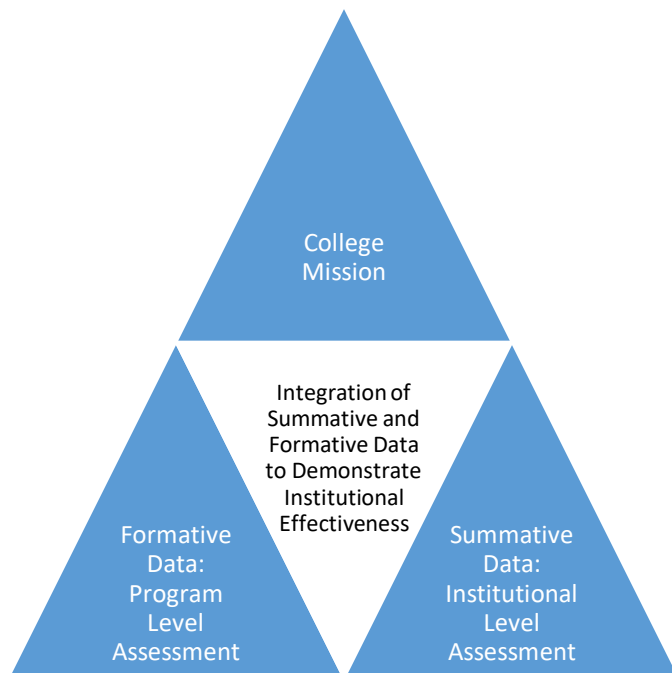 College
Mission
Integration of
Summative and
Formative Data
to Demonstrate
Institutional
Effectiveness
Formative
Data:
Program
Level
Assessment
Summative
Data:
Institutional
Level
Assessment